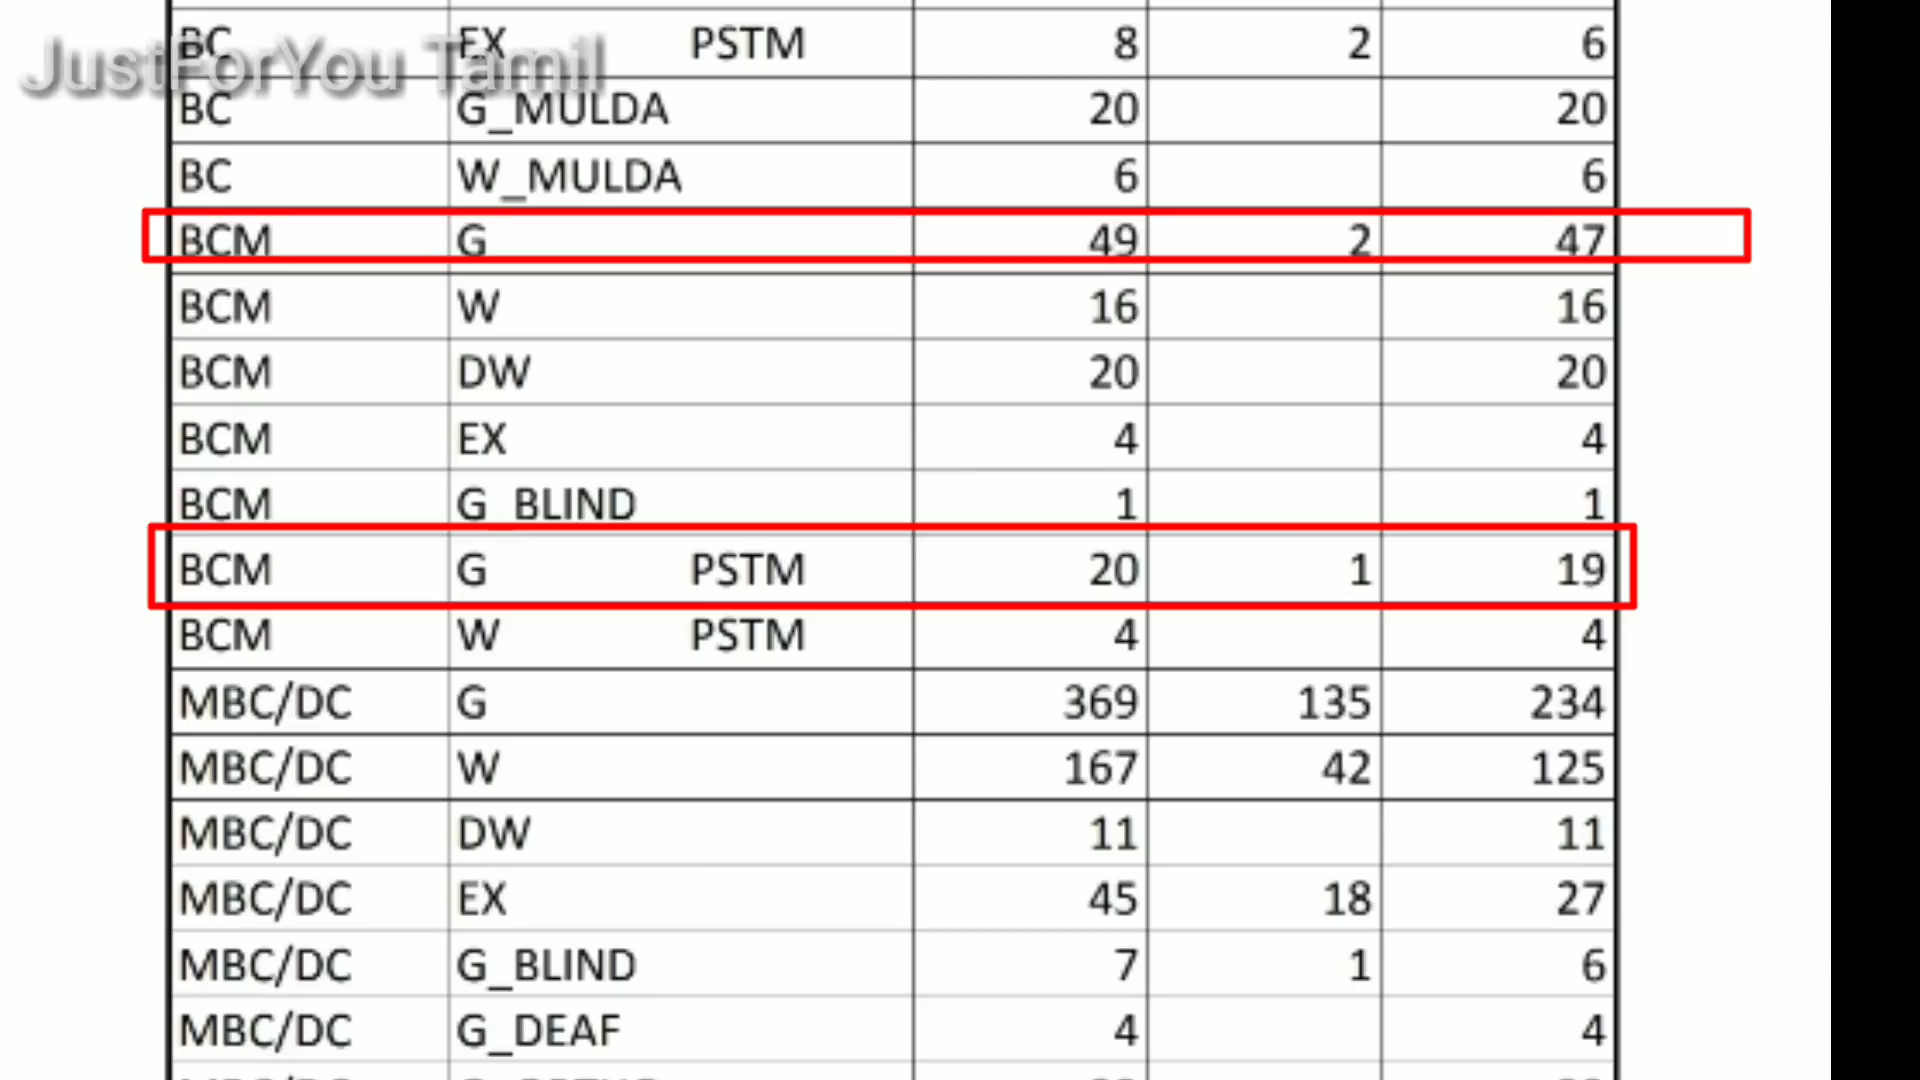 JustForYou Tamil
BC EX PSTM 8 2 6
BC G_MULDA 20 20
BC W_MULDA 6 6
BCM G 49 2 47
BCM W 16 16
BCM DW 20 20
BCM EX 4 4
BCM G_BLIND 1 1
BCM G PSTM 20 1 19
BCM W PSTM 4 4
MBC/DC G 369 135 234
MBC/DC W 167 42 125
MBC/DC DW 11 11
MBC/DC EX 45 18 27
MBC/DC G_BLIND 7 1 6
MBC/DC G_DEAF 4 4